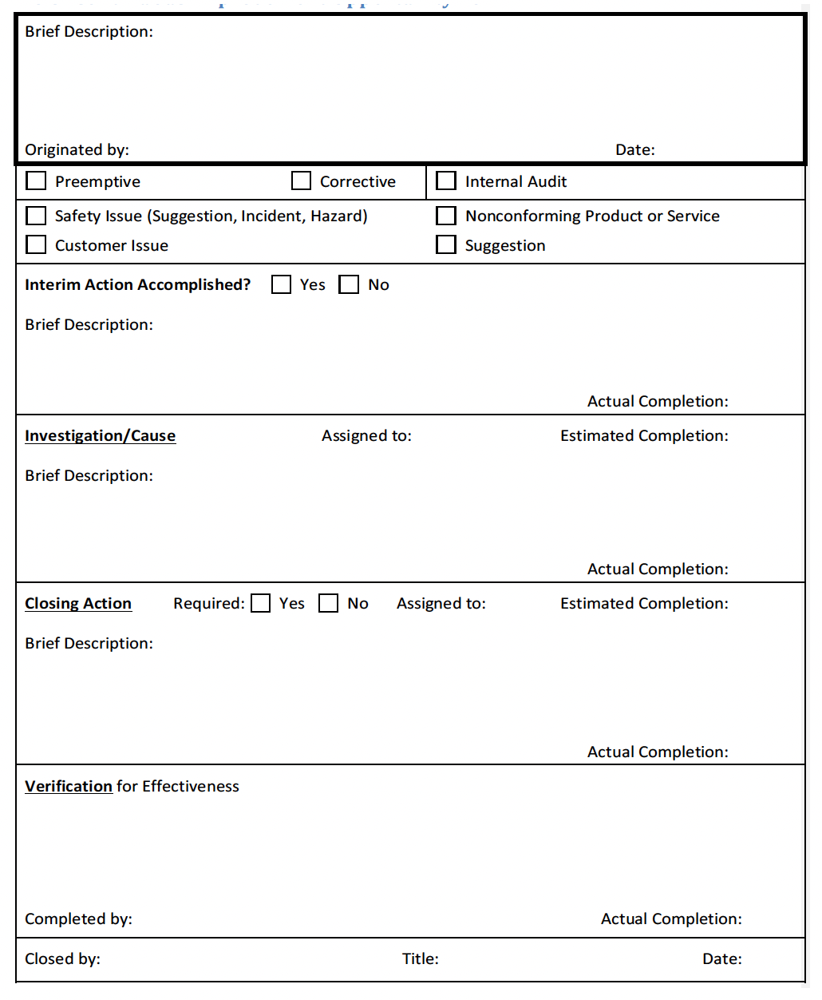 Brief Description:
Originated by: Date:
Preemptive Corrective Internal Audit
Safety Issue (Suggestion, Incident, Hazard) Nonconforming Product or Service
Customer Issue Suggestion
Interim Action Accomplished? Yes No
Brief Description:
Actual Completion:
Investigation/Cause Assigned to: Estimated Completion:
Brief Description:
Actual Completion:
Closing Action Required: Yes No Assigned to: Estimated Completion:
Brief Description:
Actual Completion:
Verification for Effectiveness
Completed by: Actual Completion:
Closed by: Title: Date: